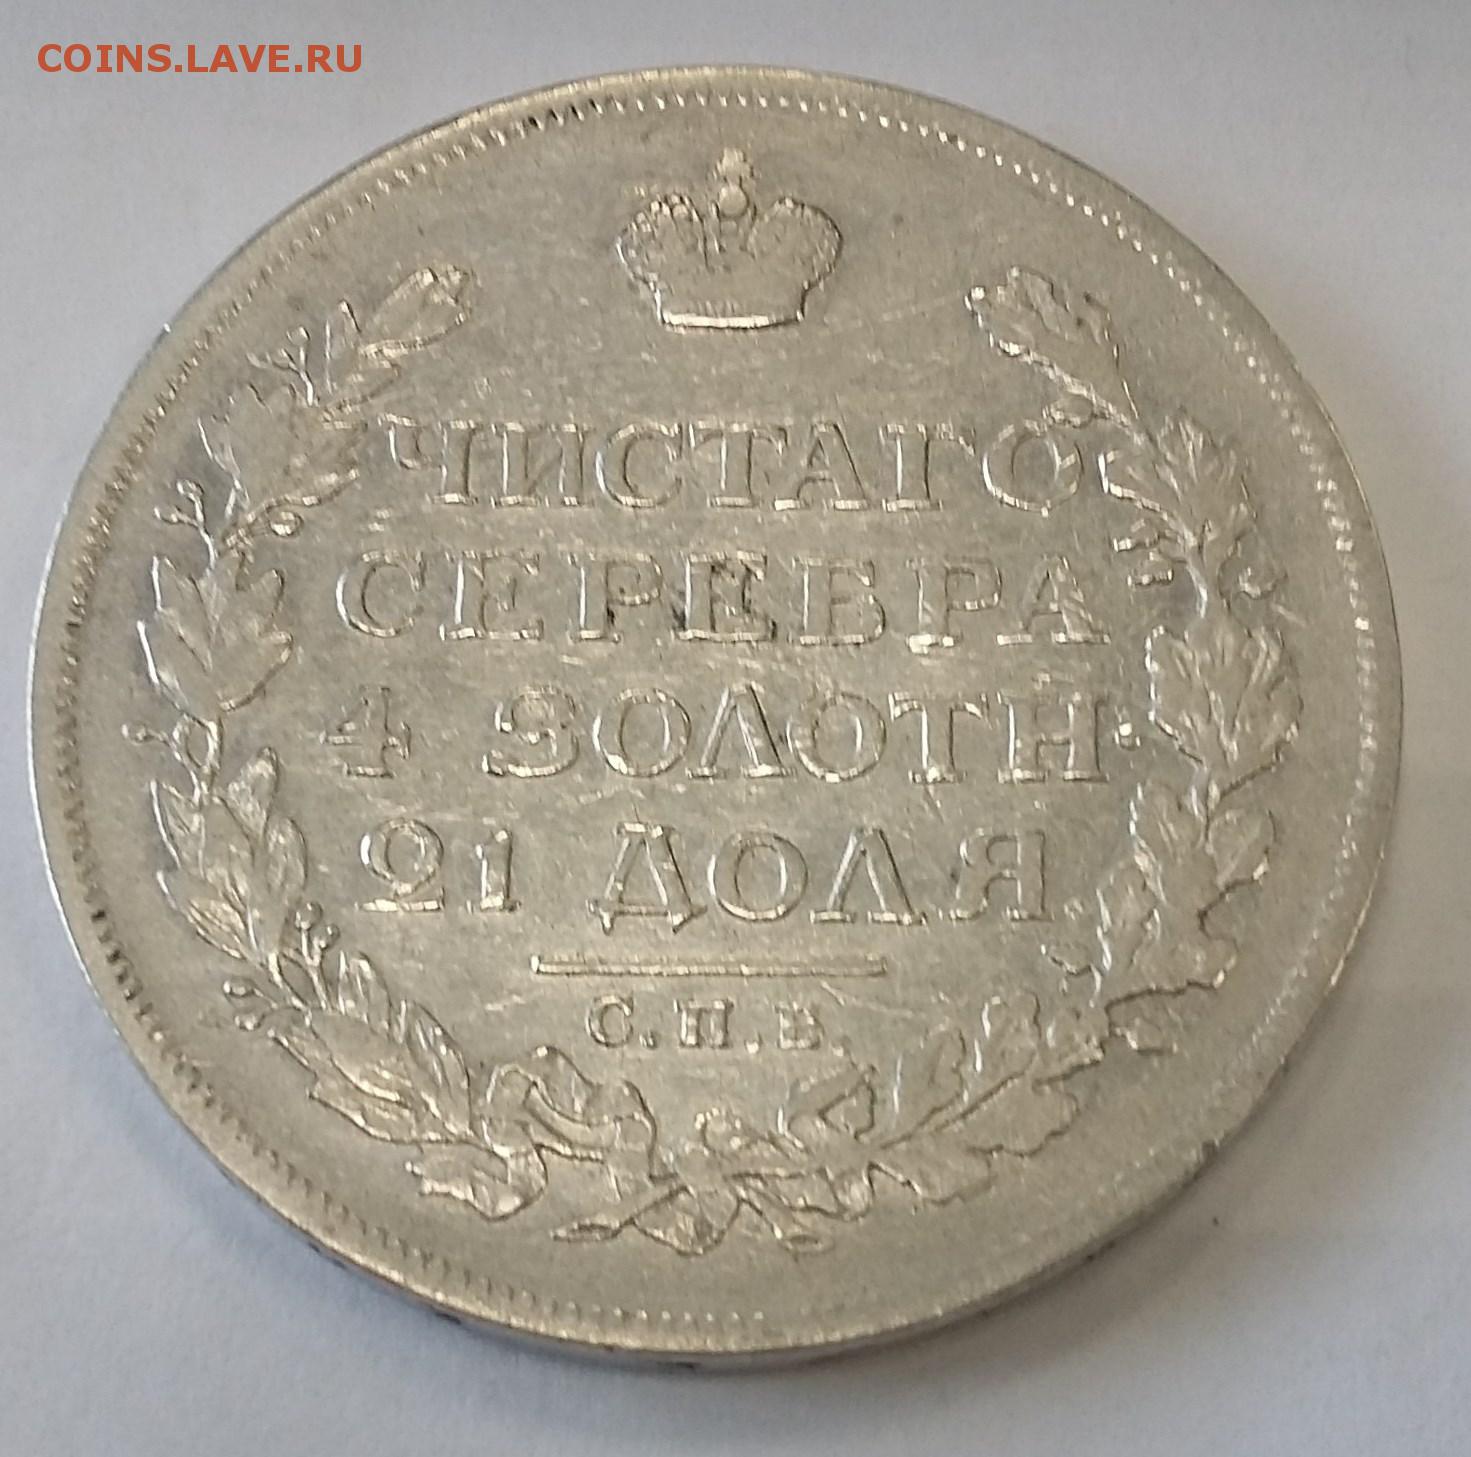 COINS.LAVE.RU
ЧИСТАГО
СЕРЕБРА
4 ЗОЛОТН.
21 ДОЛЯ.
С.П.Б.